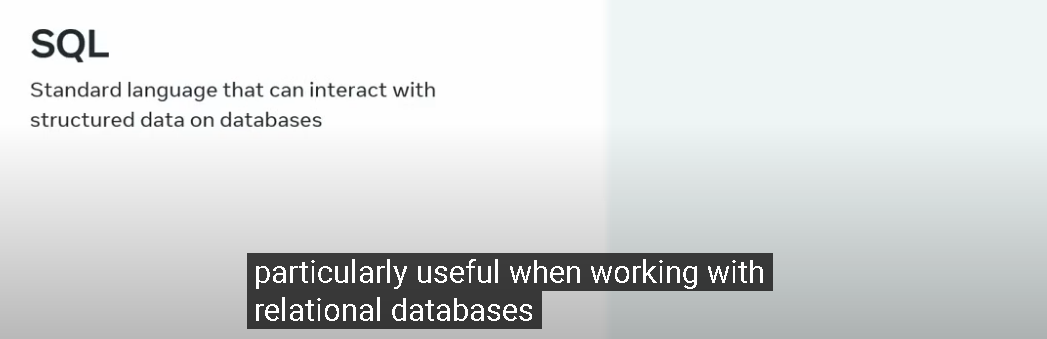 SQL
Standard language that can interact with
structured data on databases
particularly useful when working with
relational databases